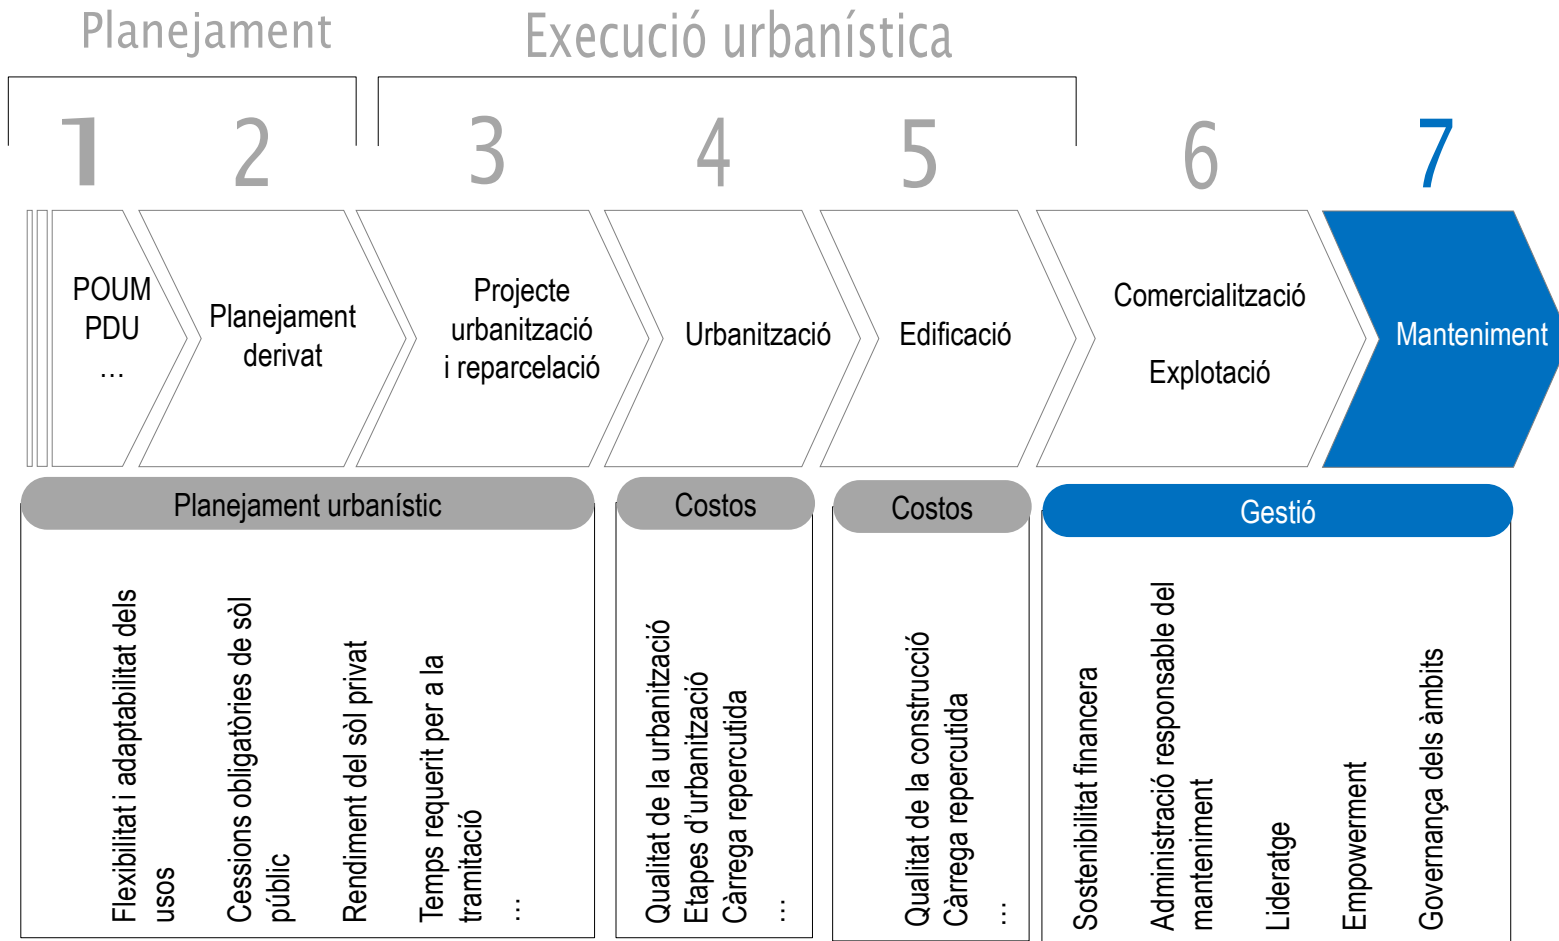 Planejament
Execució urbanística
1
2
3
4
5
6
7
POUM
PDU
…
Planejament
derivat
Projecte
urbanització
i reparcelació
Urbanització
Edificació
Comercialització
Explotació
Manteniment
Planejament urbanístic
Costos
Costos
Gestió
Flexibilitat i adaptabilitat dels
usos
Cessions obligatòries de sòl
públic
Rendiment del sòl privat
Temps requerit per a la
tramitació
…
Qualitat de la urbanització
Etapes d’urbanització
Càrrega repercutida
…
Qualitat de la construcció
Càrrega repercutida
…
Sostenibilitat financera
Administració responsable del
manteniment
Lideratge
Empowerment
Governança dels àmbits